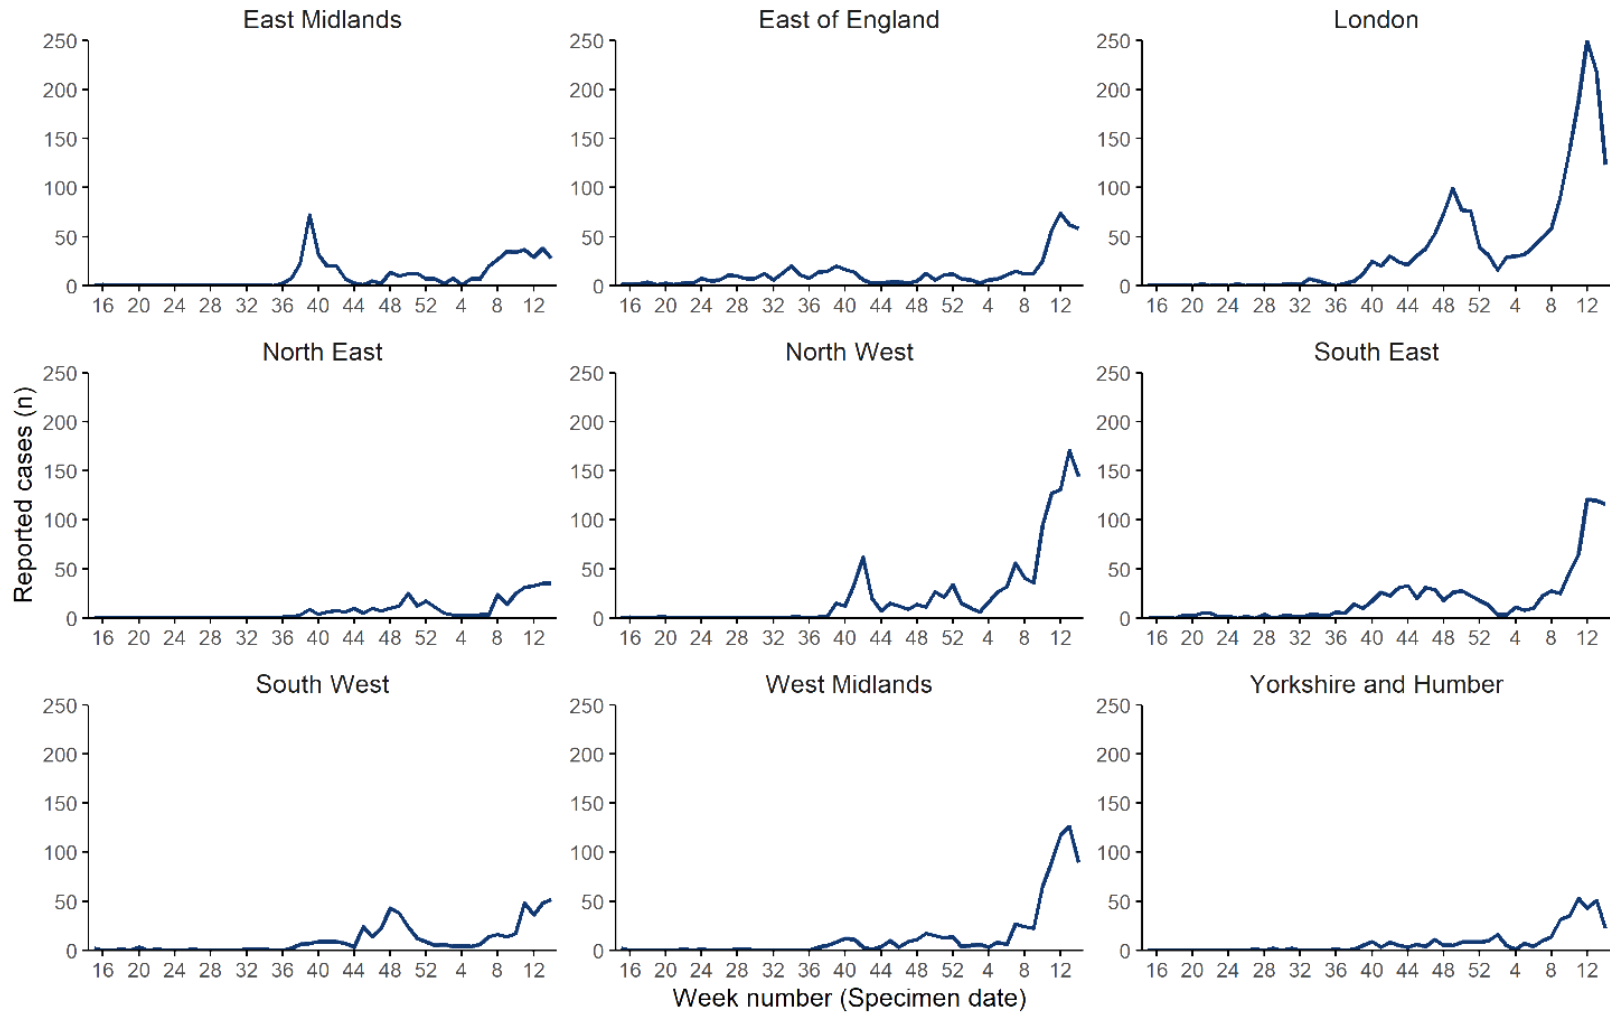 East Midlands East of England London
250 250 250
200 200 200
150 150 150
100 100 100
50 50 50
0 0 0
16 20 24 28 32 36 40 44 48 52 4 8 12 16 20 24 28 32 36 40 44 48 52 4 8 12 16 20 24 28 32 36 40 44 48 52 4 8 12
North East North West South East
250 250 250
200 200 200
150 150 150
100 100 100
50 50 50
0 0 0
16 20 24 28 32 36 40 44 48 52 4 8 12 16 20 24 28 32 36 40 44 48 52 4 8 12 16 20 24 28 32 36 40 44 48 52 4 8 12
Reported cases (n)
South West West Midlands Yorkshire and Humber
250 250 250
200 200 200
150 150 150
100 100 100
50 50 50
0 0 0
16 20 24 28 32 36 40 44 48 52 4 8 12 16 20 24 28 32 36 40 44 48 52 4 8 12 16 20 24 28 32 36 40 44 48 52 4 8 12
Week number (Specimen date)